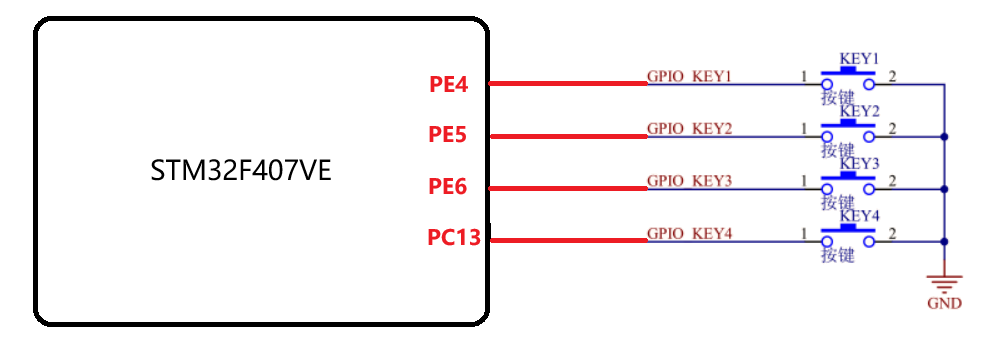 STM32F407VE
PE4
GPIO_KEY1
1
KEY1
2
按键
PE5
GPIO_KEY2
1
KEY2
2
按键
PE6
GPIO_KEY3
1
KEY3
2
按键
PC13
GPIO_KEY4
1
KEY4
2
按键
GND